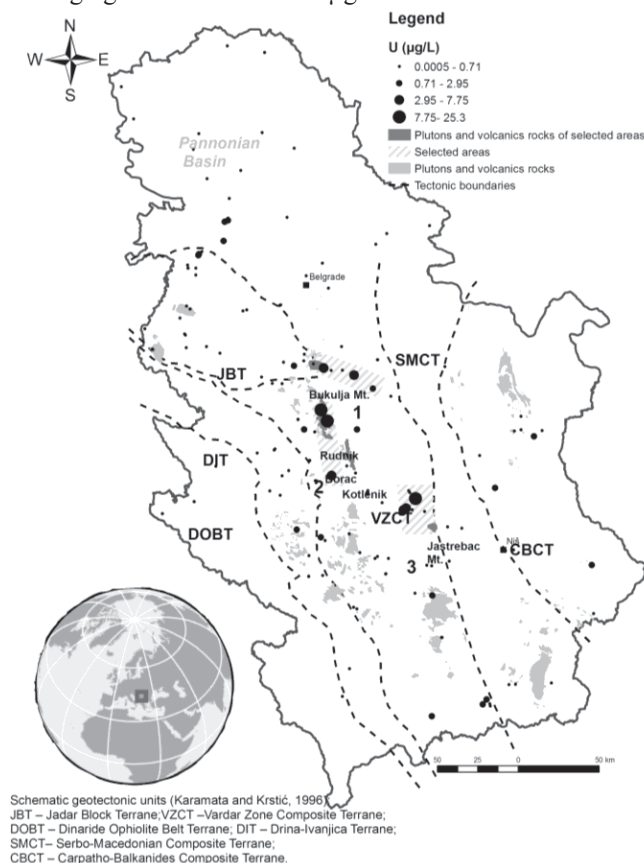 N
W E
S
Legend
U (µg/L)
0.0005 - 0.71
0.71 - 2.95
2.95 - 7.75
7.75- 25.3
Plutons and volcanics rocks of selected areas
Selected areas
Plutons and volcanics rocks
Tectonic boundaries
Pannonian
Basin
Belgrade
SMCT
JBT
Bukulja Mt.
1
Rudnik
DIT
2
Borac
Kotlenik
VZCT
DOBT
Jastrebac
Mt.
Niš
CBCT
3
50 25 0 50 km
Schematic geotectonic units (Karamata and Krstić, 1996)
JBT – Jadar Block Terrane;VZCT –Vardar Zone Composite Terrane;
DOBT – Dinaride Ophiolite Belt Terrane; DIT – Drina-Ivanjica Terrane;
SMCT– Serbo-Macedonian Composite Terrane;
CBCT – Carpatho-Balkanides Composite Terrane.